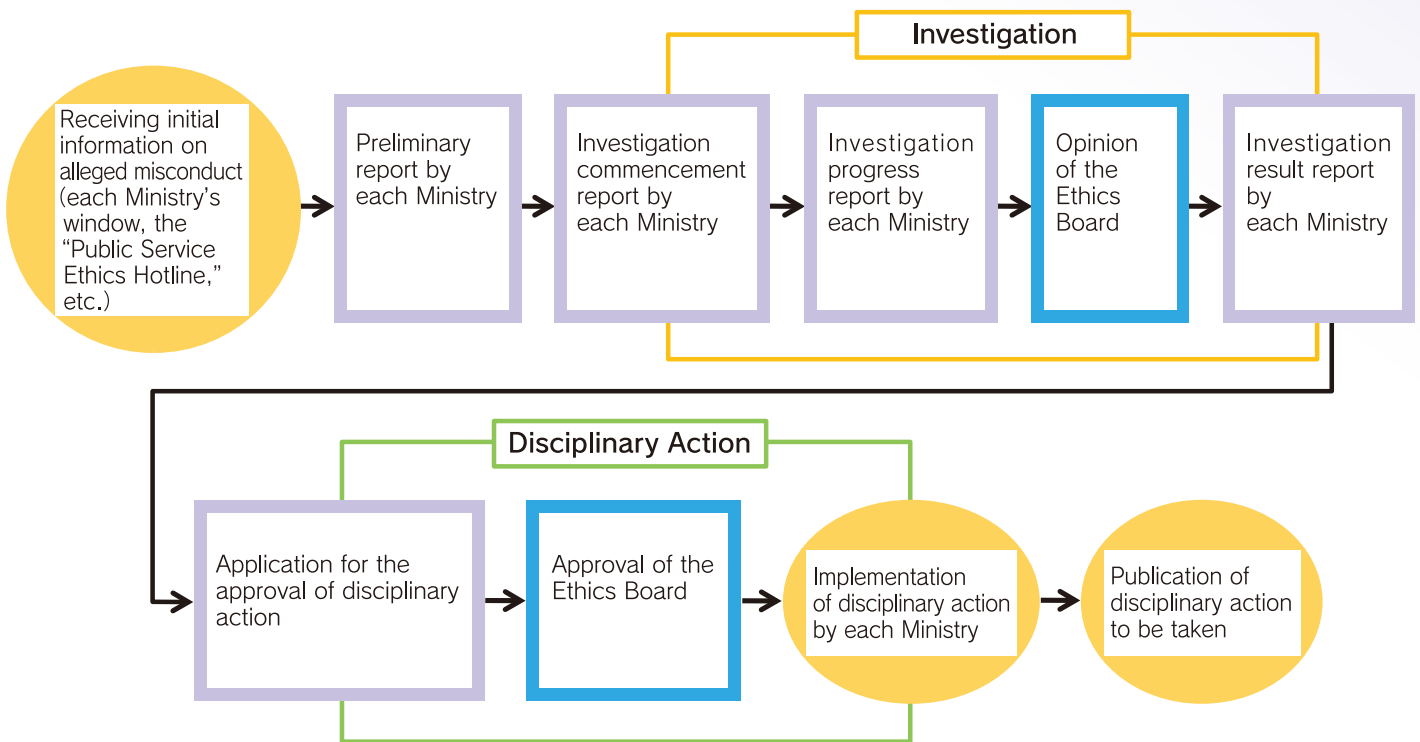 Investigation
Receiving initial
information on
alleged misconduct
(each Ministry's
window, the
“Public Service
Ethics Hotline,”
etc.)
Preliminary
report by
each Ministry
Investigation
commencement
report by
each Ministry
Investigation
progress
report by
each Ministry
Opinion
of the
Ethics
Board
Investigation
result report
by
each Ministry
Disciplinary Action
Application for the
approval of disciplinary
action
Approval of the
Ethics Board
Implementation
of disciplinary action
by each Ministry
Publication of
disciplinary action
to be taken